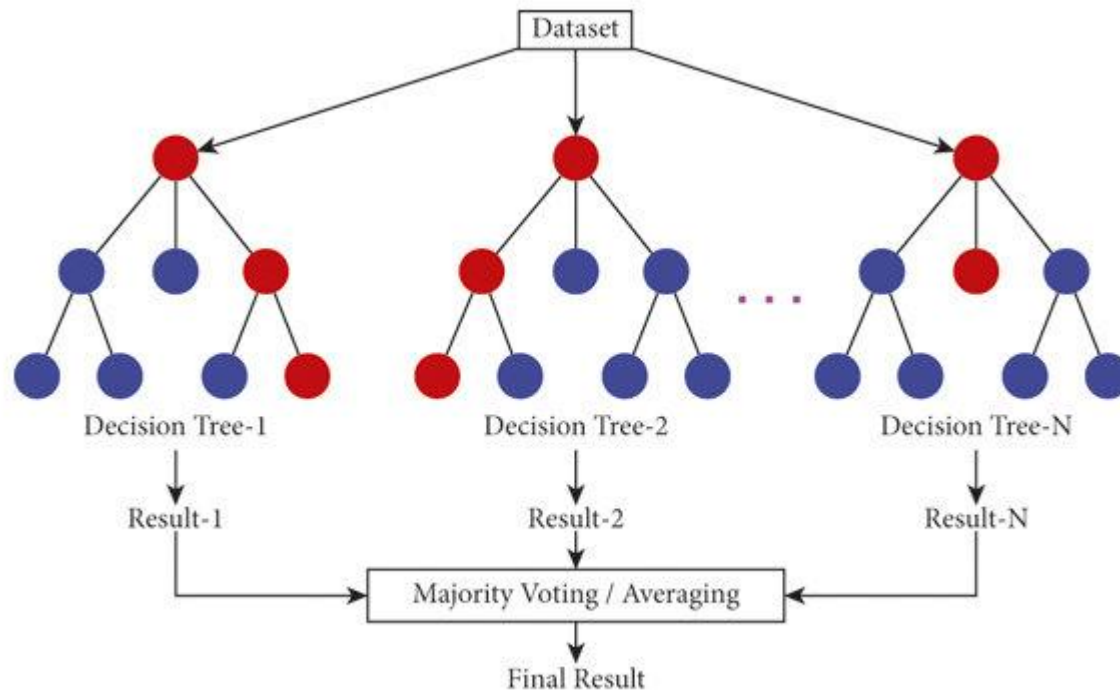 Dataset
Decision Tree-1
Decision Tree-2
Decision Tree-N
Result-1
Result-2
Result-N
Majority Voting / Averaging
Final Result